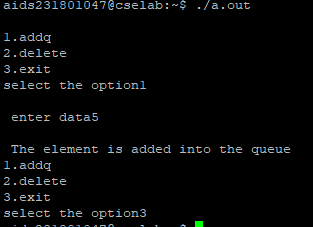 aids231801047@cselab:~$ ./a.out
1.addq
2.delete
3.exit
select the option1
enter data5
The element is added into the queue
1.addq
2.delete
3.exit
select the option3